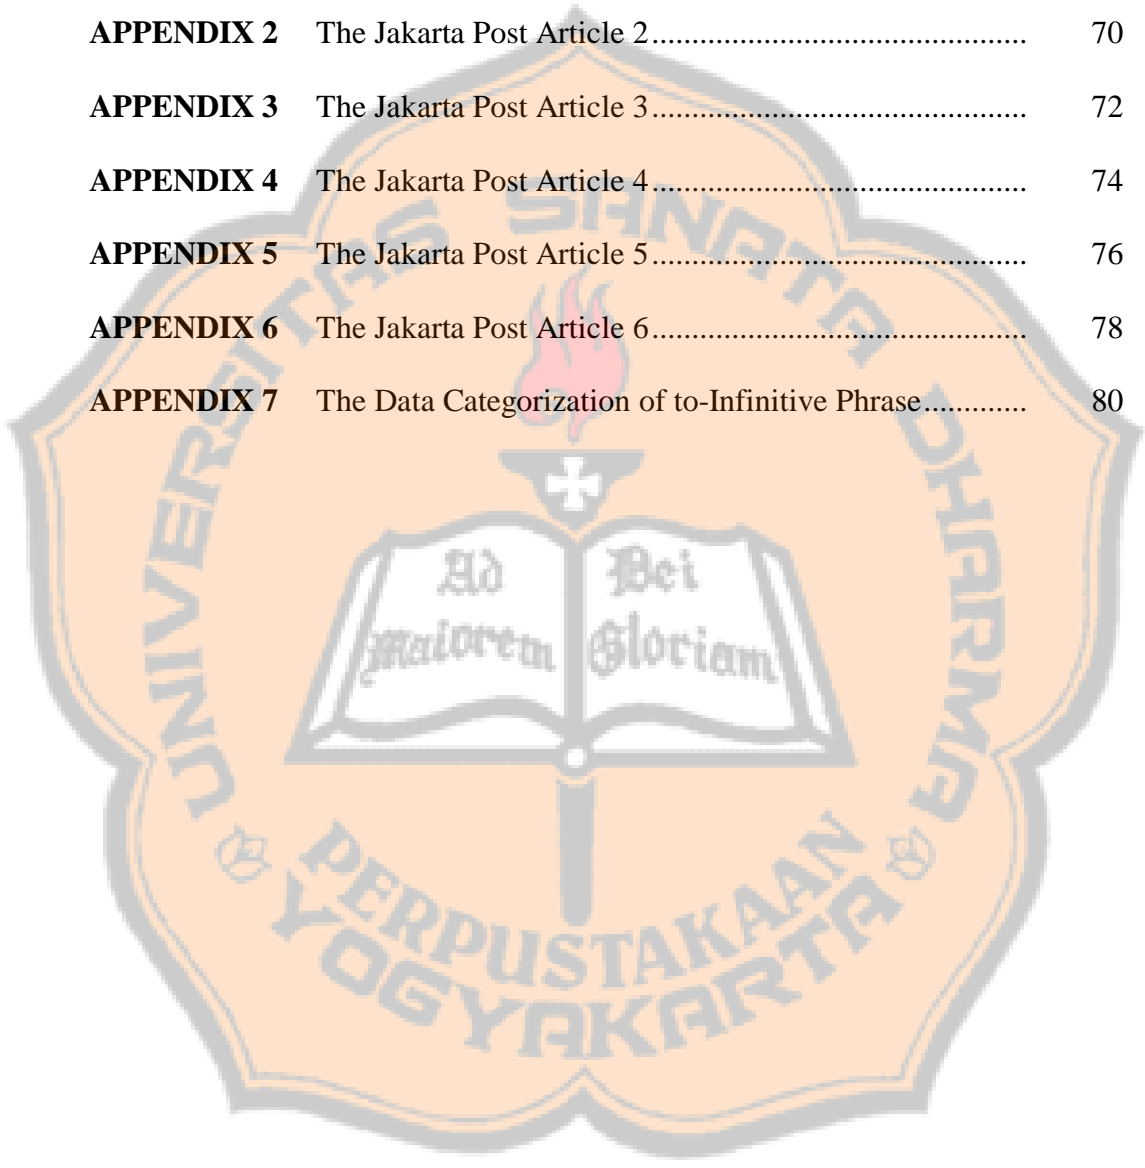 APPENDIX 2 The Jakarta Post Article 2........................................ 70
APPENDIX 3 The Jakarta Post Article 3........................................ 72
APPENDIX 4 The Jakarta Post Article 4........................................ 74
APPENDIX 5 The Jakarta Post Article 5........................................ 76
APPENDIX 6 The Jakarta Post Article 6........................................ 78
APPENDIX 7 The Data Categorization of to-Infinitive Phrase............. 80
UNIVERSITAS SANATA DHARMA
Ad Dei
maiorem Gloriam
PERPUSTAKAAN
YOGYAKARTA